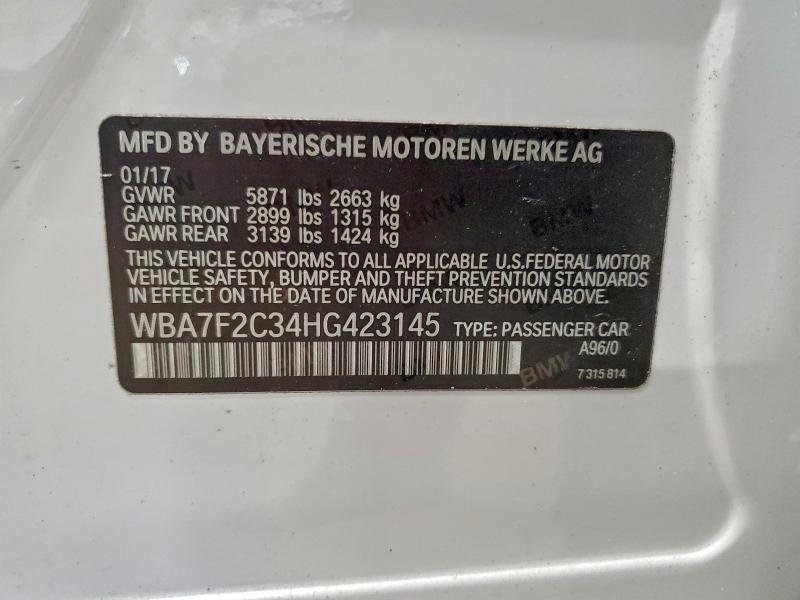 MFD BY BAYERISCHE MOTOREN WERKE AG
01/17
GVWR 5871 lbs 2663 kg
GAWR FRONT 2899 lbs 1315 kg
GAWR REAR 3139 lbs 1424 kg
THIS VEHICLE CONFORMS TO ALL APPLICABLE U.S.FEDERAL MOTOR
VEHICLE SAFETY, BUMPER AND THEFT PREVENTION STANDARDS
IN EFFECT ON THE DATE OF MANUFACTURE SHOWN ABOVE.
WBA7F2C34HG423145 TYPE: PASSENGER CAR
A96/0
7 315 814
BMW
BMW
BMW